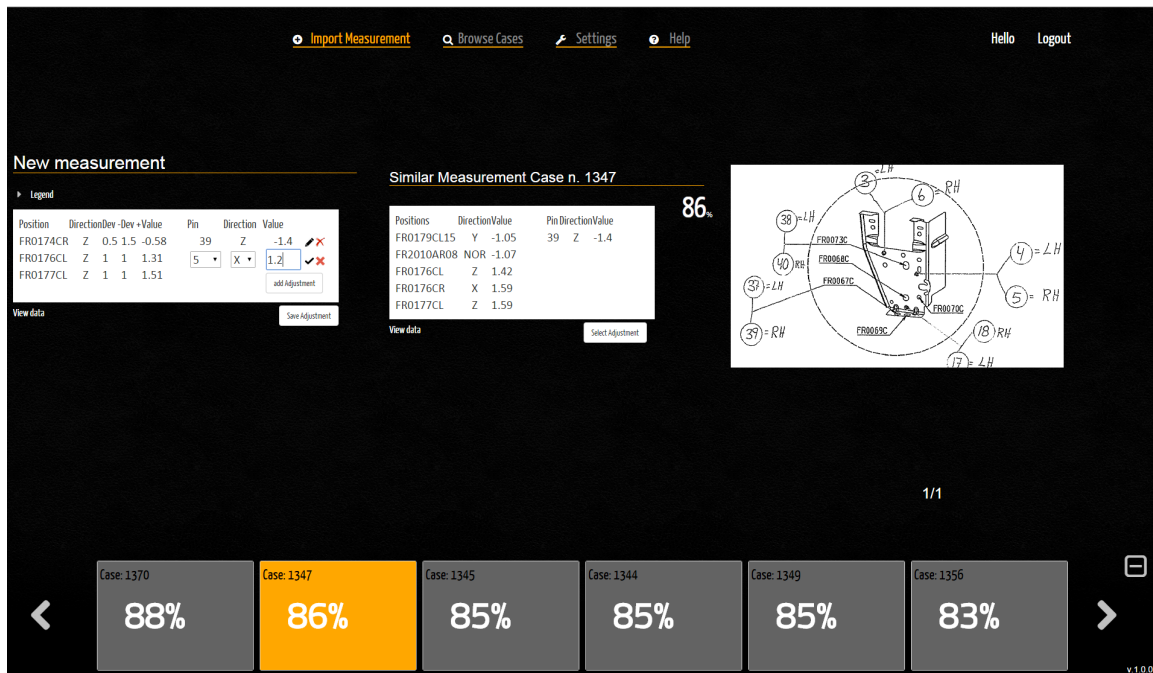 Import Measurement Browse Cases Settings Help Hello Logout
New measurement
Legend
Position Direction Dev - Dev + Value Pin Direction Value
FR0174CR Z 0.5 1.5 -0.58 39 Z -1.4
FR0176CL Z 1 1 1.31 5 X 1.2
FR0177CL Z 1 1 1.51
add Adjustment
View data
Save Adjustment
Similar Measurement Case n. 1347
86%
Positions Direction Value Pin Direction Value
FR0179CL15 Y -1.05 39 Z -1.4
FR2010AR08 NOR -1.07
FR0176CL Z 1.42
FR0176CR X 1.59
FR0177CL Z 1.59
View data
Select Adjustment
3 =LH
6 = RH
38 =LH
FR0073C
40 RH
FR0068C
4 = LH
37 = LH
FR0067C
5 = RH
FR0070C
39 = RH
FR0069C
18 RH
17 = LH
1/1
Case: 1370
88%
Case: 1347
86%
Case: 1345
85%
Case: 1344
85%
Case: 1349
85%
Case: 1356
83%
v.1.0.0